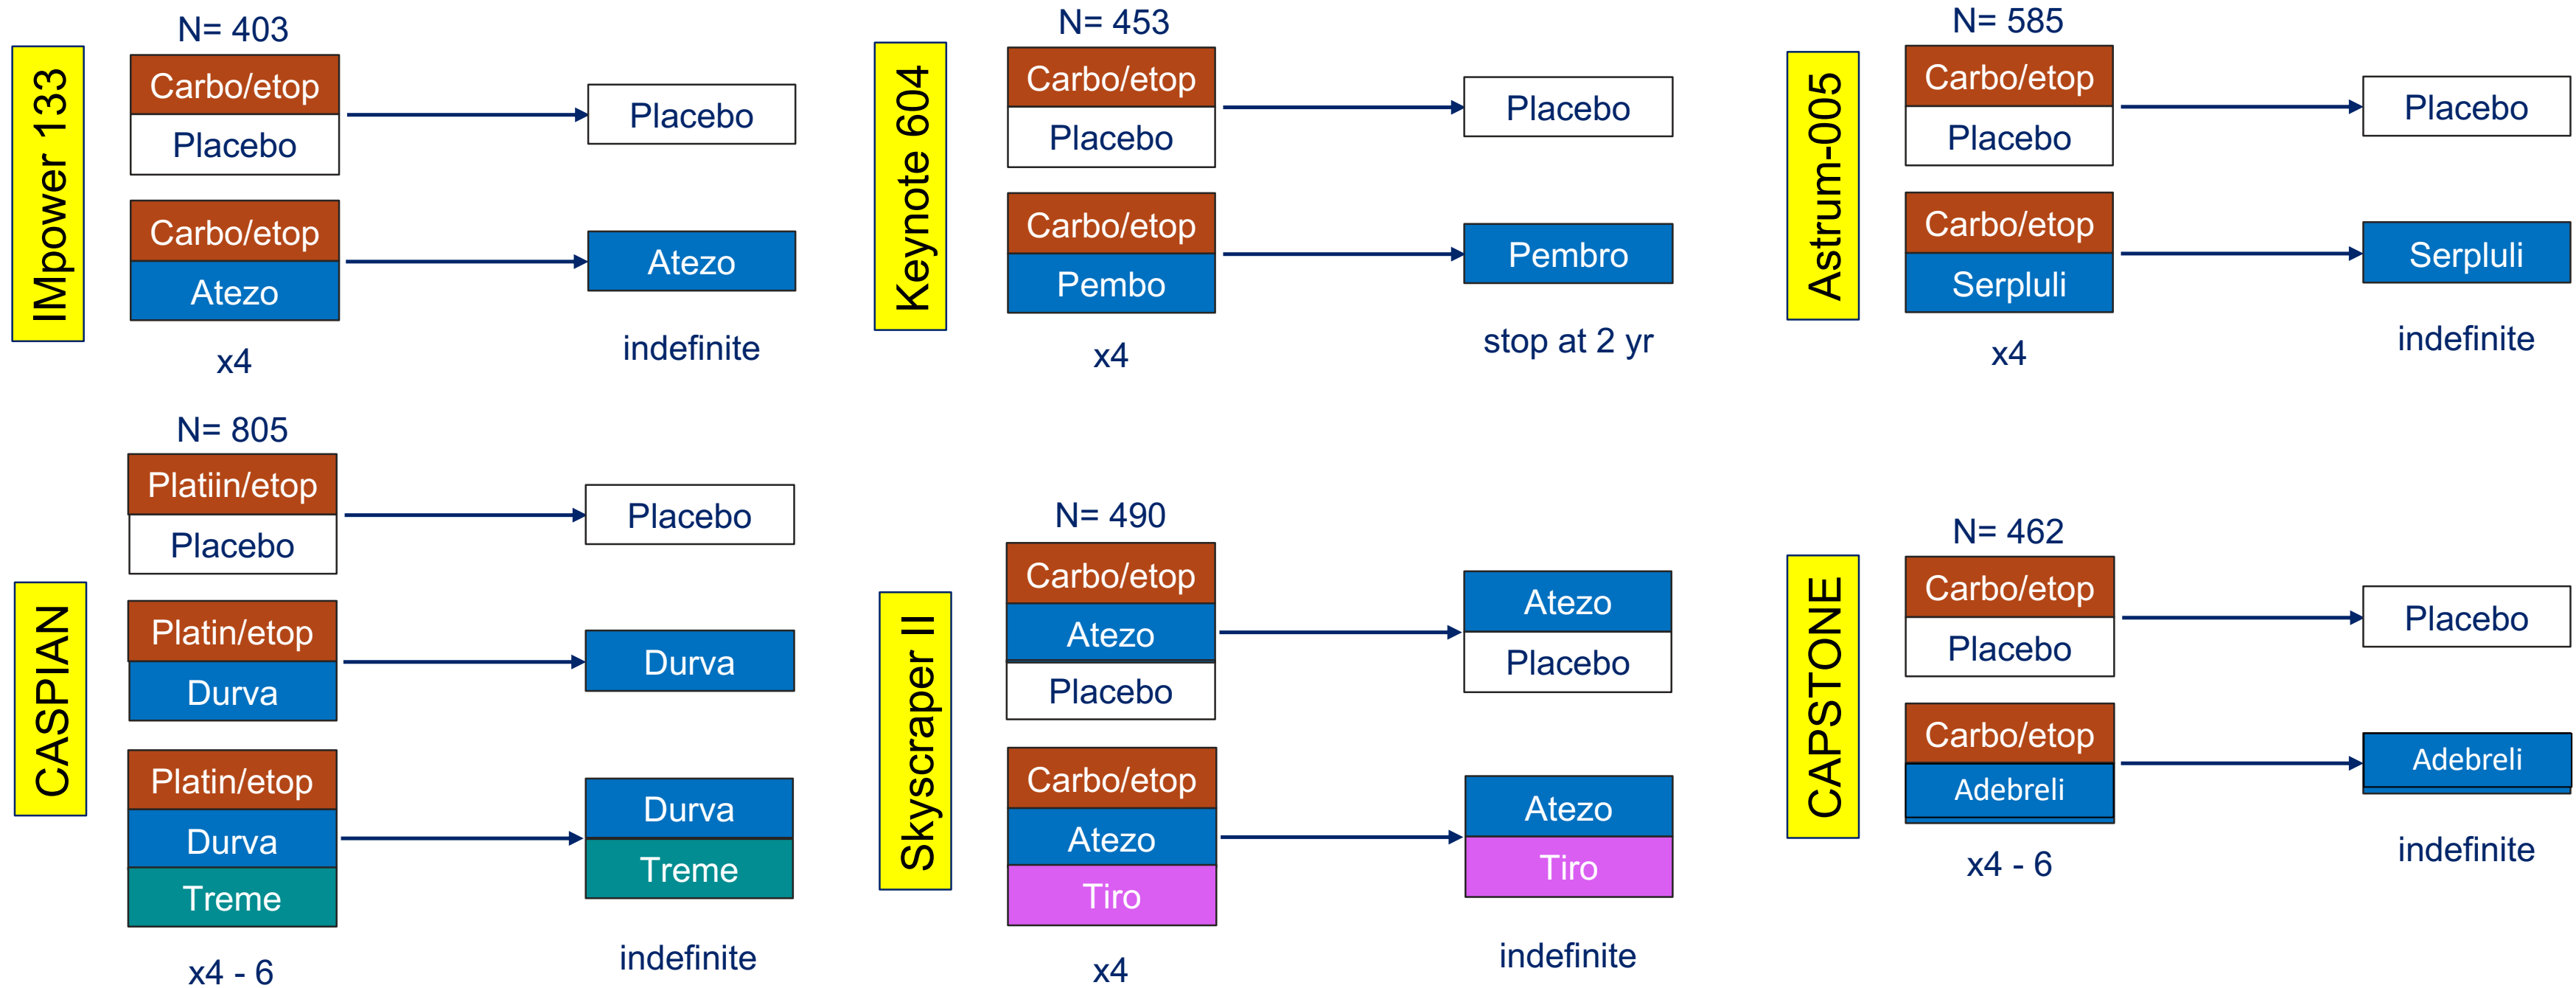 IMpower 133
N= 403
Carbo/etop
Placebo
Placebo
Carbo/etop
Atezo
Atezo
x4
indefinite
Keynote 604
N= 453
Carbo/etop
Placebo
Placebo
Carbo/etop
Pembo
Pembro
x4
stop at 2 yr
Astrum-005
N= 585
Carbo/etop
Placebo
Placebo
Carbo/etop
Serpluli
Serpluli
x4
indefinite
CASPIAN
N= 805
Platiin/etop
Placebo
Placebo
Platin/etop
Durva
Durva
Platin/etop
Durva
Treme
Durva
Treme
x4 - 6
indefinite
Skyscraper II
N= 490
Carbo/etop
Atezo
Placebo
Atezo
Placebo
Carbo/etop
Atezo
Tiro
Atezo
Tiro
x4
indefinite
CAPSTONE
N= 462
Carbo/etop
Placebo
Placebo
Carbo/etop
Adebreli
Adebreli
x4 - 6
indefinite